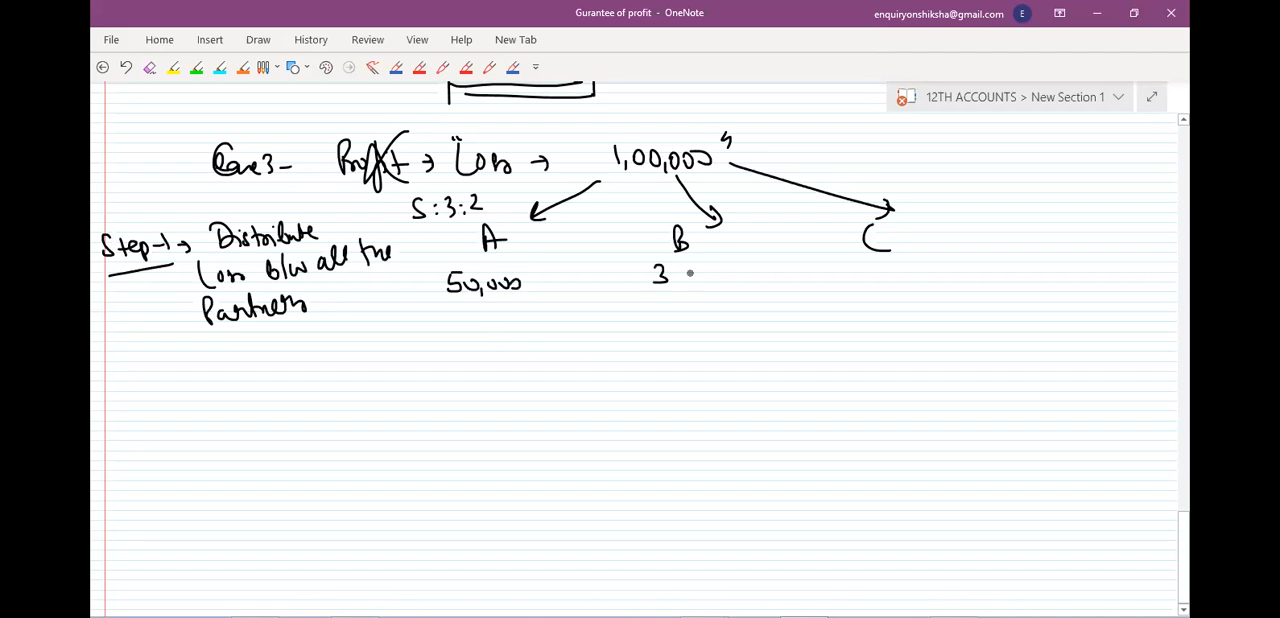 Gurantee of profit - OneNote
enquiryonshiksha@gmail.com E
File Home Insert Draw History Review View Help New Tab
12TH ACCOUNTS > New Section 1
Case 3 - Profit → "Loss → 1,00,000
5:3:2
Step-1 → Distribute Loss b/w all the Partners
A B C
50,000 3